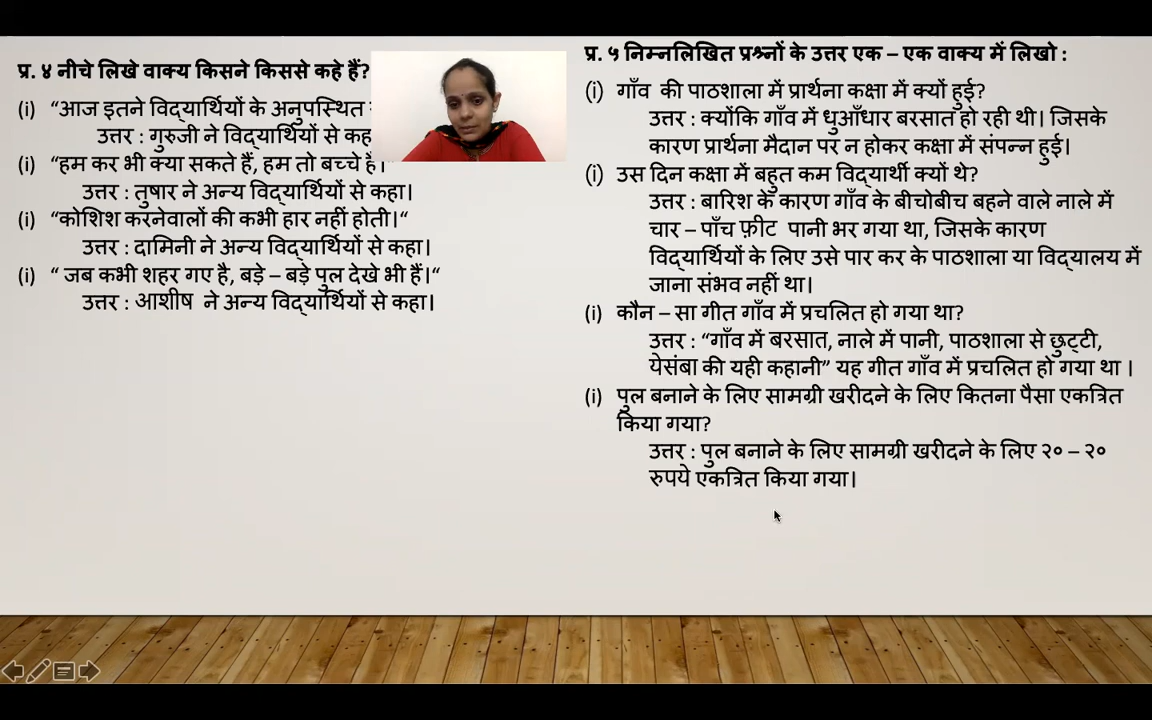 प्र. ४ नीचे लिखे वाक्य किसने किससे कहे हैं?
(i) “आज इतने विद्यार्थियों के अनुपस्थित
उत्तर : गुरुजी ने विद्यार्थियों से कह
(i) “हम कर भी क्या सकते हैं, हम तो बच्चे हैं।“
उत्तर : तुषार ने अन्य विद्यार्थियों से कहा।
(i) “कोशिश करनेवालों की कभी हार नहीं होती।“
उत्तर : दामिनी ने अन्य विद्यार्थियों से कहा।
(i) “ जब कभी शहर गए है, बड़े – बड़े पुल देखे भी हैं।“
उत्तर : आशीष ने अन्य विद्यार्थियों से कहा।
प्र. ५ निम्नलिखित प्रश्नों के उत्तर एक – एक वाक्य में लिखो :
(i) गाँव की पाठशाला में प्रार्थना कक्षा में क्यों हुई?
उत्तर : क्योंकि गाँव में धुआँधार बरसात हो रही थी। जिसके
कारण प्रार्थना मैदान पर न होकर कक्षा में संपन्न हुई।
(i) उस दिन कक्षा में बहुत कम विद्यार्थी क्यों थे?
उत्तर : बारिश के कारण गाँव के बीचोबीच बहने वाले नाले में
चार – पाँच फ़ीट पानी भर गया था, जिसके कारण
विद्यार्थियों के लिए उसे पार कर के पाठशाला या विद्यालय में
जाना संभव नहीं था।
(i) कौन – सा गीत गाँव में प्रचलित हो गया था?
उत्तर : “गाँव में बरसात, नाले में पानी, पाठशाला से छुट्टी,
येसंबा की यही कहानी” यह गीत गाँव में प्रचलित हो गया था ।
(i) पुल बनाने के लिए सामग्री खरीदने के लिए कितना पैसा एकत्रित
किया गया?
उत्तर : पुल बनाने के लिए सामग्री खरीदने के लिए २० – २०
रुपये एकत्रित किया गया।